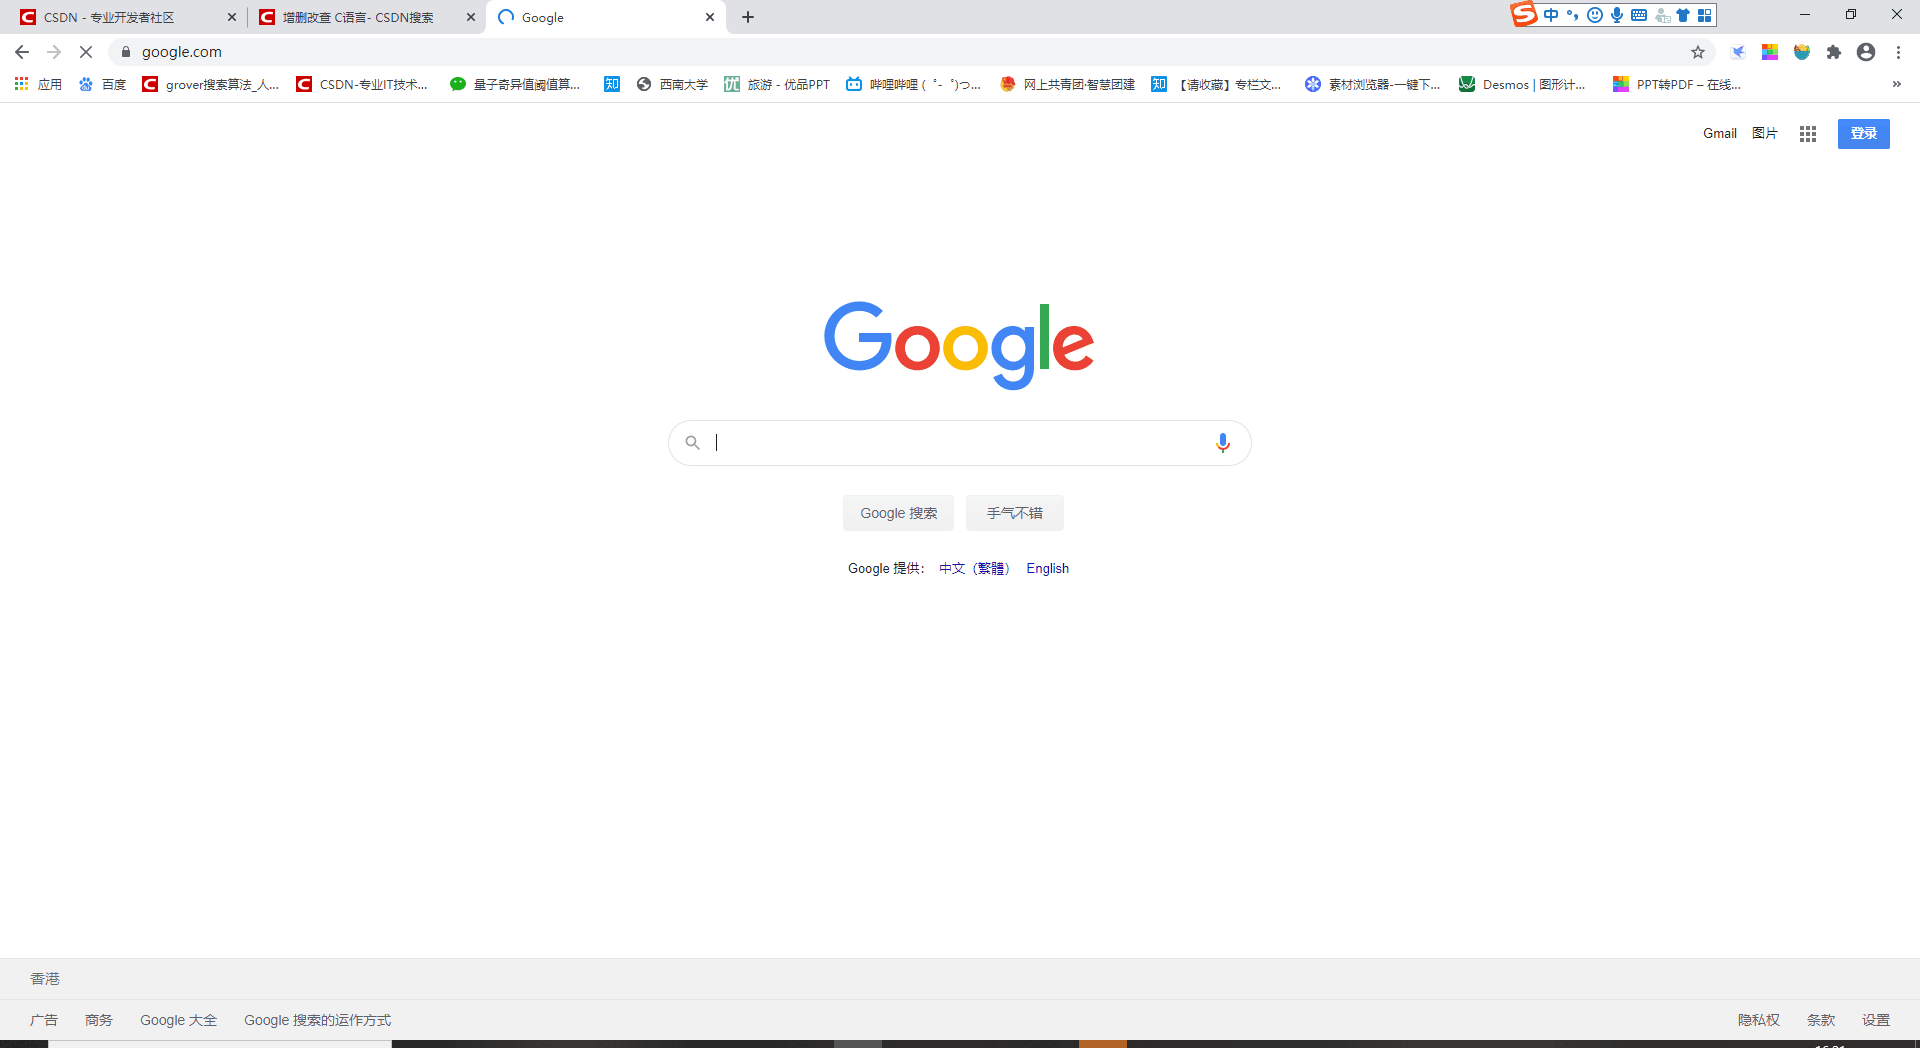 CSDN - 专业开发者社区
增删改查 C语言- CSDN搜索
Google
中
google.com
应用
百度
grover搜索算法_人...
CSDN-专业IT技术...
量子奇异值阈值算...
知
西南大学
优
旅游 - 优品PPT
哔哩哔哩 ( ゜- ゜)つ...
网上共青团·智慧团建
知
【请收藏】专栏文...
素材浏览器-一键下...
Desmos | 图形计...
PPT转PDF – 在线...
»
Gmail
图片
登录
Google
Google 搜索
手气不错
Google 提供： 中文（繁體） English
香港
广告
商务
Google 大全
Google 搜索的运作方式
隐私权
条款
设置